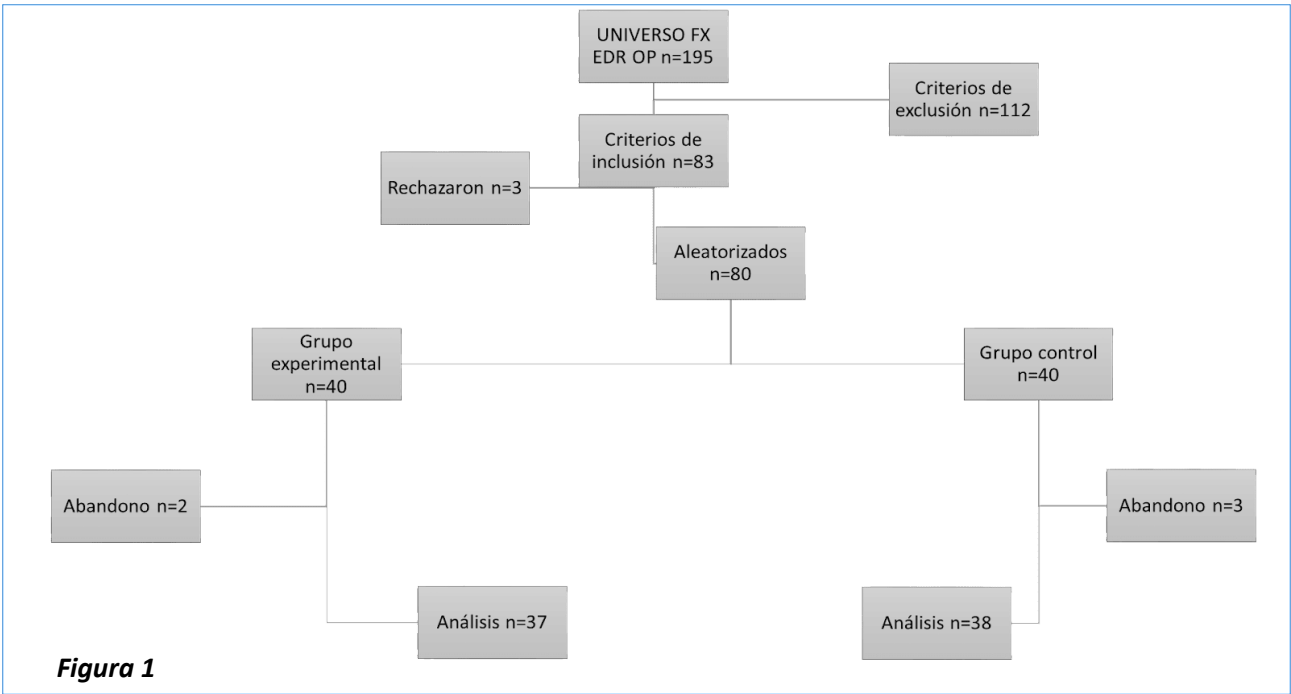 UNIVERSO FX
EDR OP n=195
Criterios de
exclusión n=112
Criterios de
inclusión n=83
Rechazaron n=3
Aleatorizados
n=80
Grupo
experimental
n=40
Grupo control
n=40
Abandono n=2
Abandono n=3
Análisis n=37
Análisis n=38
Figura 1